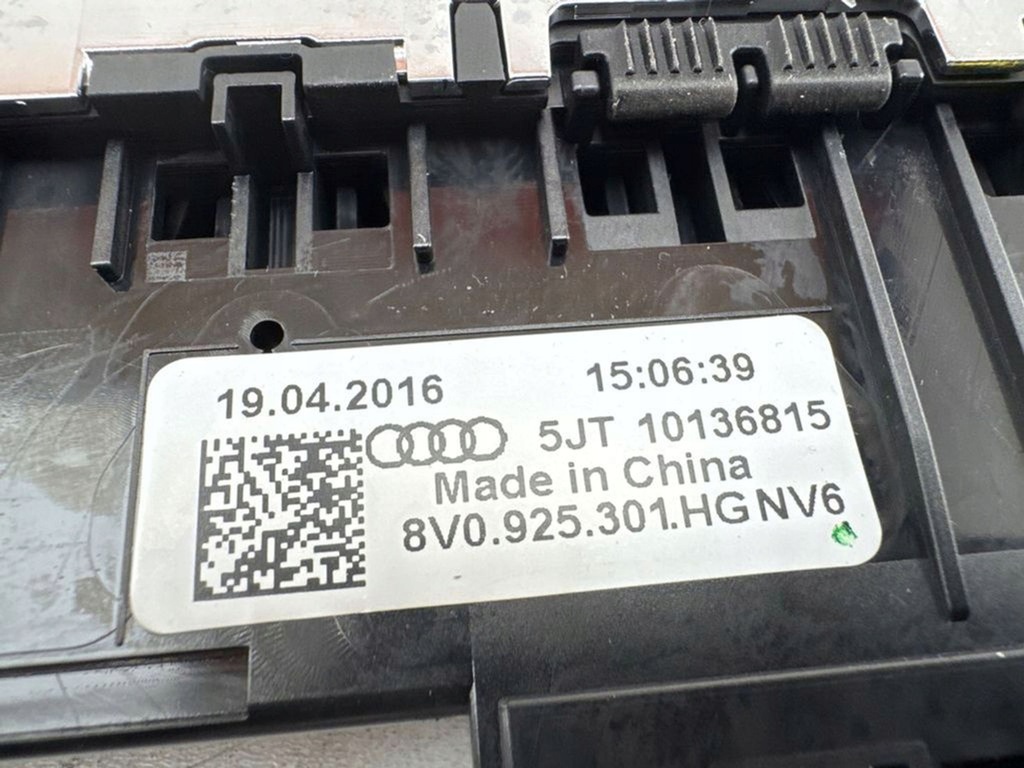 19.04.2016 15:06:39
5JT 10136815
Made in China
8V0.925.301.HG NV6